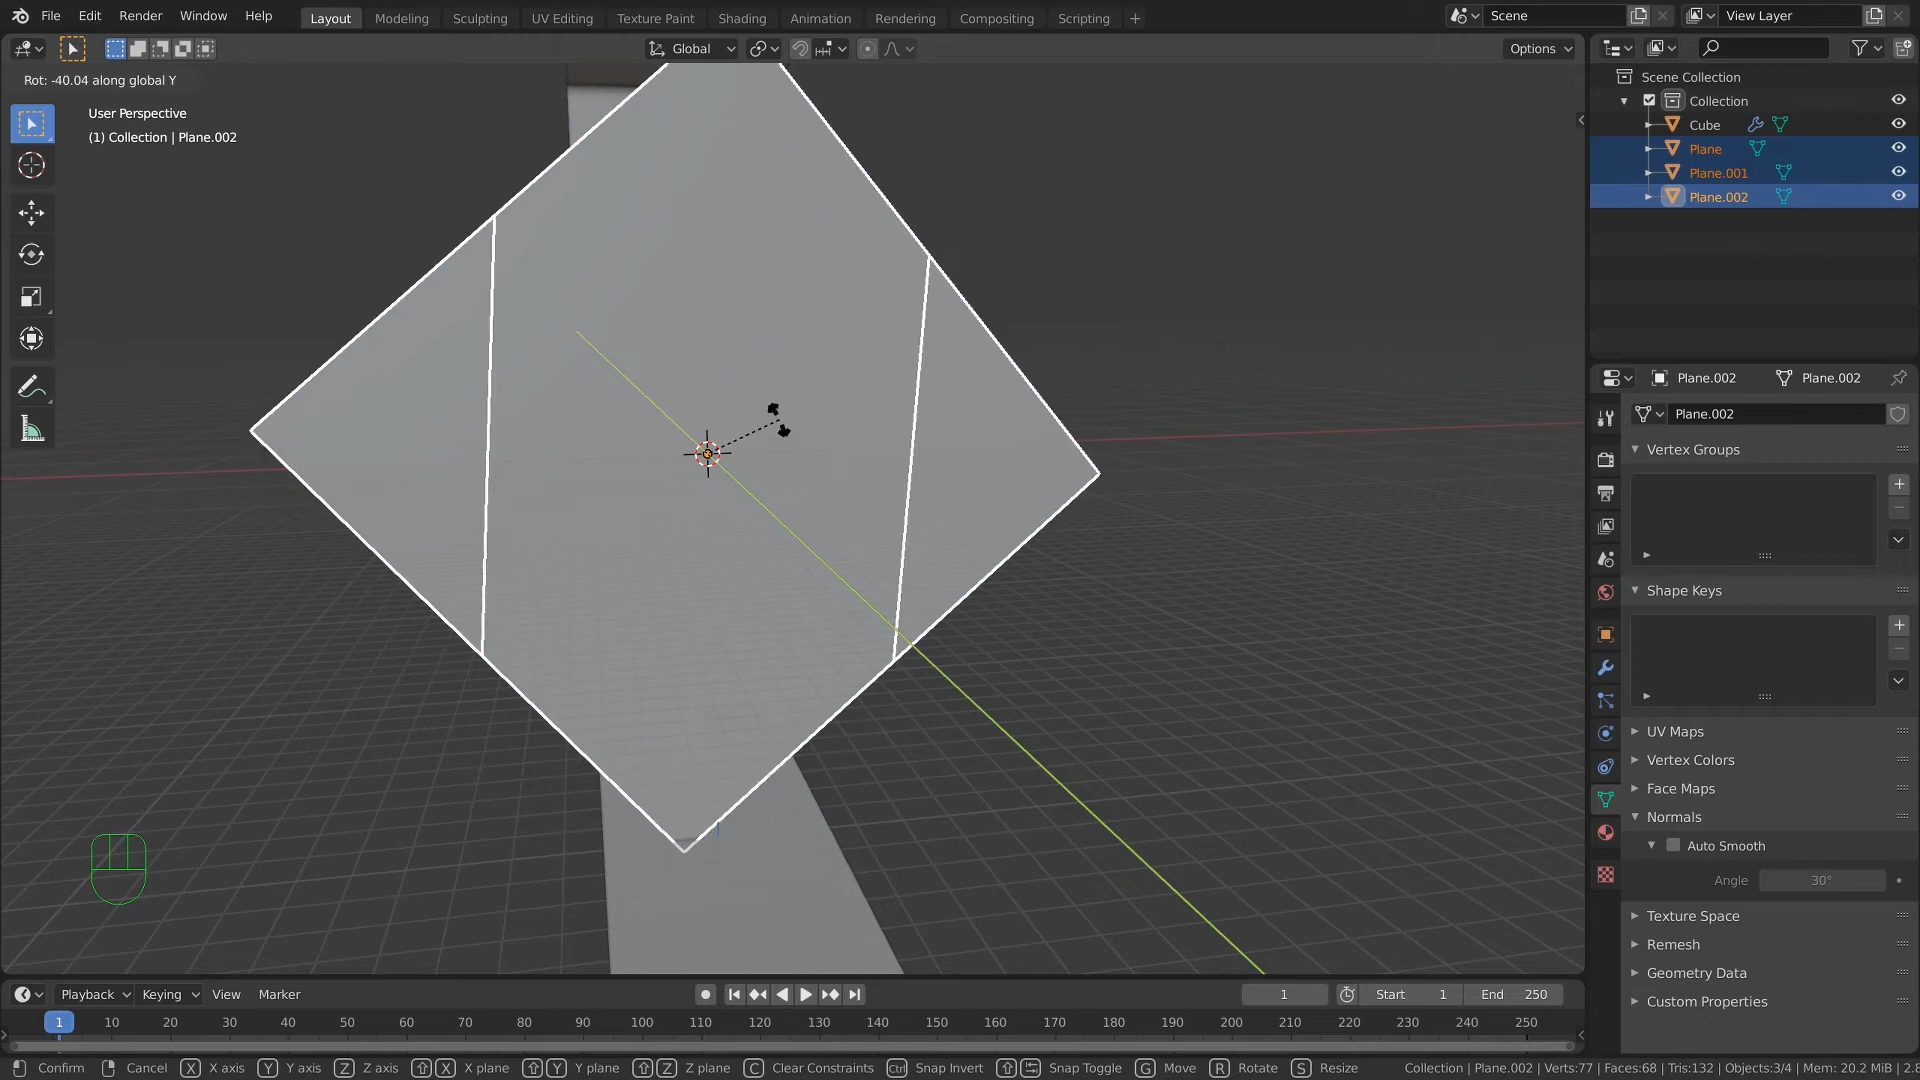 File Edit Render Window Help Layout Modeling Sculpting UV Editing Texture Paint Shading Animation Rendering Compositing Scripting + Scene View Layer
Global Options
Rot: -40.04 along global Y
User Perspective
(1) Collection | Plane.002
Scene Collection
Collection
Cube
Plane
Plane.001
Plane.002
Plane.002 Plane.002
Plane.002
Vertex Groups
Shape Keys
UV Maps
Vertex Colors
Face Maps
Normals
Auto Smooth
Angle 30°
Texture Space
Remesh
Geometry Data
Custom Properties
Playback Keying View Marker 1 Start 1 End 250
1 10 20 30 40 50 60 70 80 90 100 110 120 130 140 150 160 170 180 190 200 210 220 230 240 250
Confirm Cancel X X axis Y Y axis Z Z axis X X plane Y Y plane Z Z plane C Clear Constraints Ctrl Snap Invert Snap Toggle G Move R Rotate S Resize Collection | Plane.002 | Verts:77 | Faces:68 | Tris:132 | Objects:3/4 | Mem: 20.2 MiB | 2.8